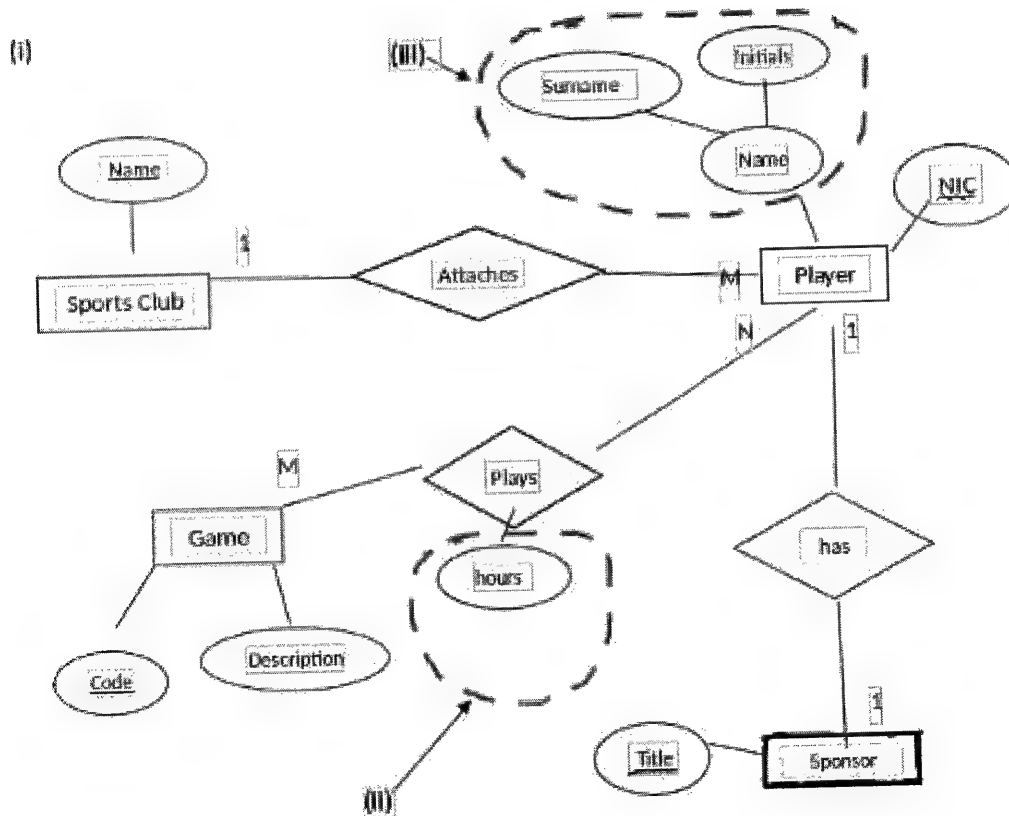 (i)
(iii)
Initials
Surname
Name
Name
NIC
1
Attaches
Player
Sports Club
M
N
1
M
Plays
Game
has
hours
Description
Code
1
Title
Sponsor
(ii)